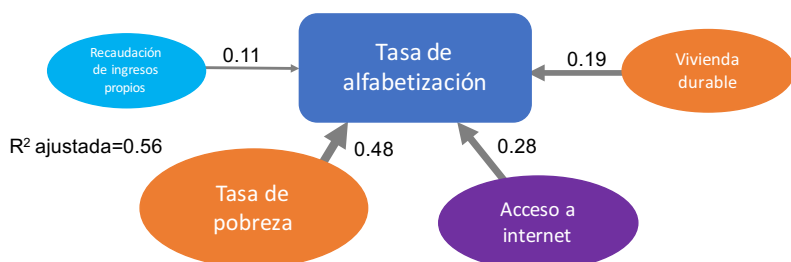 Recaudación
de ingresos
propios
0.11
Tasa de
alfabetización
0.19
Vivienda
durable
R² ajustada=0.56
0.48
0.28
Tasa de
pobreza
Acceso a
internet